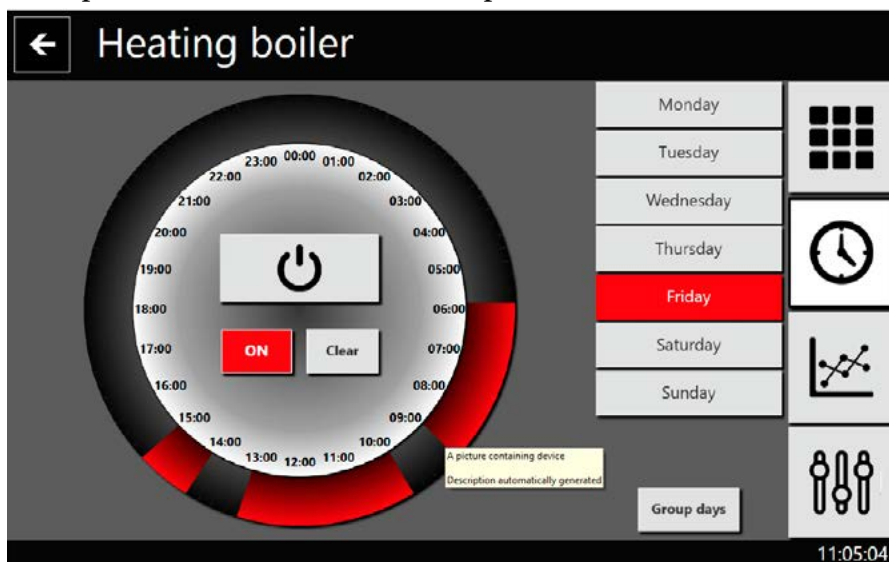 Heating boiler
Monday
Tuesday
Wednesday
Thursday
Friday
Saturday
Sunday
00:00
01:00
02:00
03:00
04:00
05:00
06:00
07:00
08:00
09:00
10:00
11:00
12:00
13:00
14:00
15:00
16:00
17:00
18:00
19:00
20:00
21:00
22:00
23:00
ON
Clear
A picture containing device
Description automatically generated
Group days
11:05:04